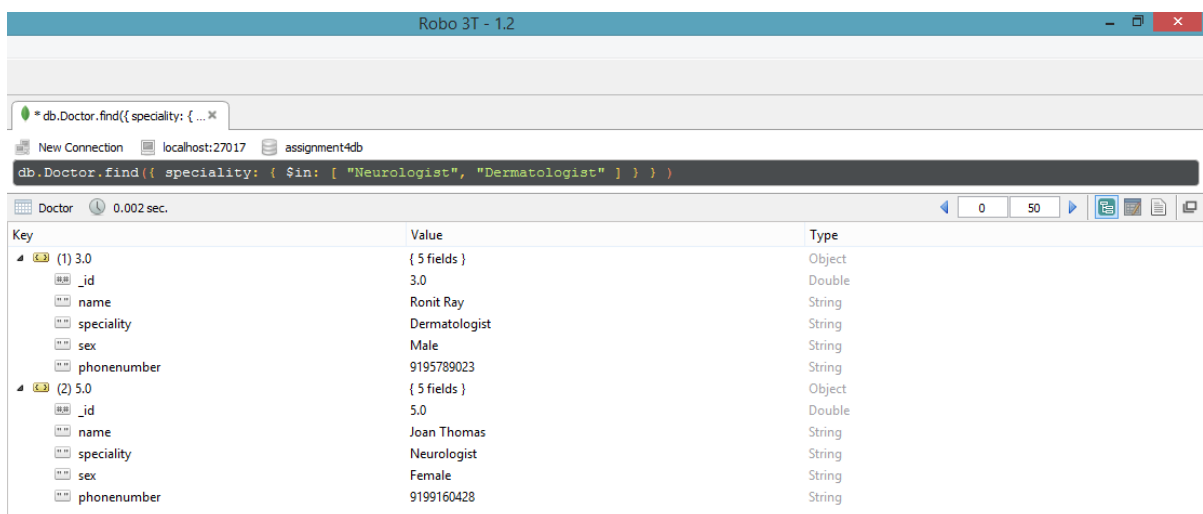 Robo 3T - 1.2
* db.Doctor.find({ speciality: { ...
New Connection localhost:27017 assignment4db
db.Doctor.find({ speciality: { $in: [ "Neurologist", "Dermatologist" ] } } )
Doctor 0.002 sec. 0 50
Key Value Type
(1) 3.0 { 5 fields } Object
_id 3.0 Double
name Ronit Ray String
speciality Dermatologist String
sex Male String
phonenumber 9195789023 String
(2) 5.0 { 5 fields } Object
_id 5.0 Double
name Joan Thomas String
speciality Neurologist String
sex Female String
phonenumber 9199160428 String